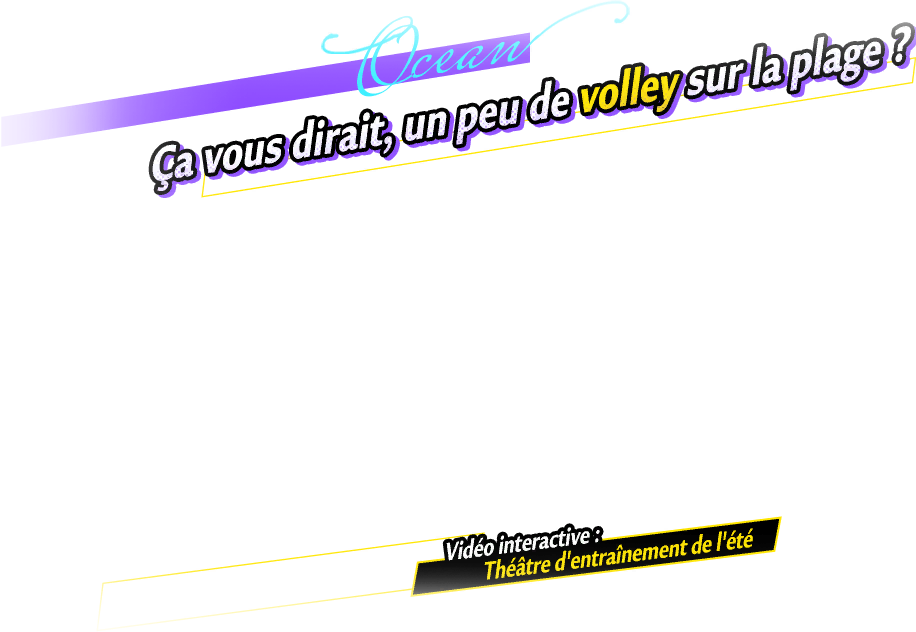 Ocean
Ça vous dirait, un peu de volley sur la plage ?
Vidéo interactive :
Théâtre d'entraînement de l'été